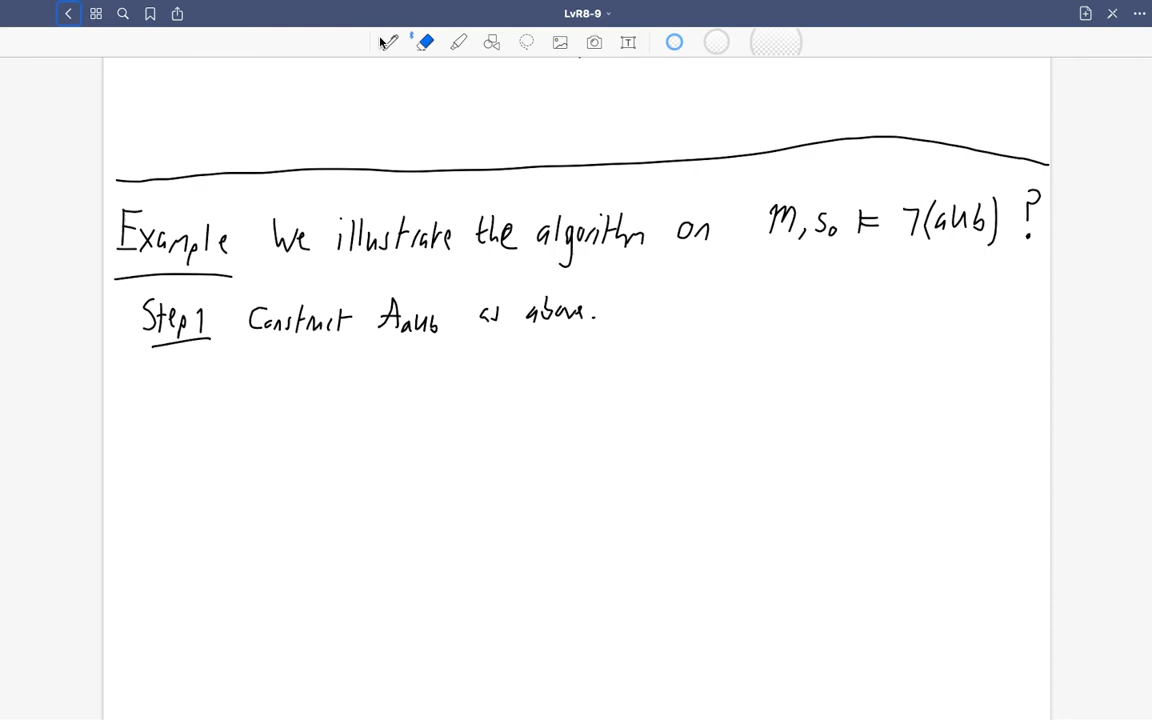 LvR8-9
Example We illustrate the algorithm on M, s₀ ⊨ ¬(aUb) ?
Step 1 Construct A_aUb as above.